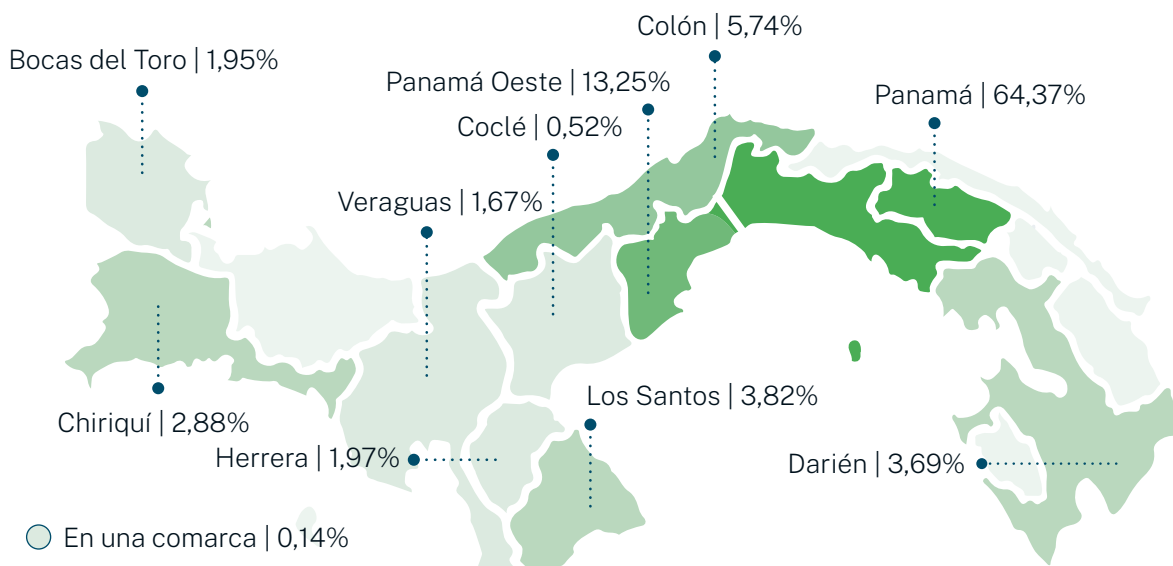 Colón | 5,74%
Bocas del Toro | 1,95%
Panamá Oeste | 13,25%
Panamá | 64,37%
Coclé | 0,52%
Veraguas | 1,67%
Los Santos | 3,82%
Chiriquí | 2,88%
Herrera | 1,97%
Darién | 3,69%
En una comarca | 0,14%